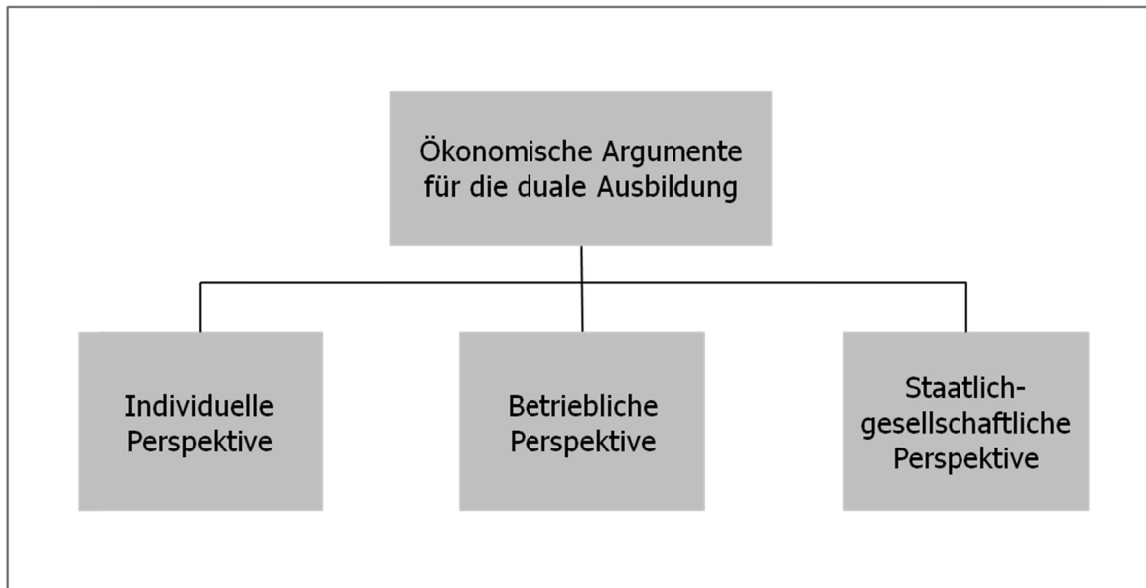 Ökonomische Argumente
für die duale Ausbildung
Individuelle
Perspektive
Betriebliche
Perspektive
Staatlich-
gesellschaftliche
Perspektive